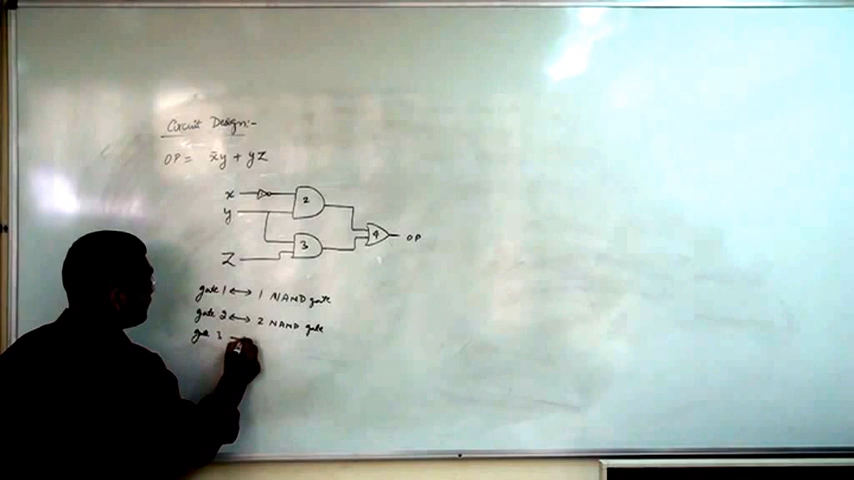 Circuit Design:-
OP = x̄y + yz
x
2
y
3
4
OP
Z
gate 1 ↔ 1 NAND gate
gate 2 ↔ 2 NAND gate
gate 3